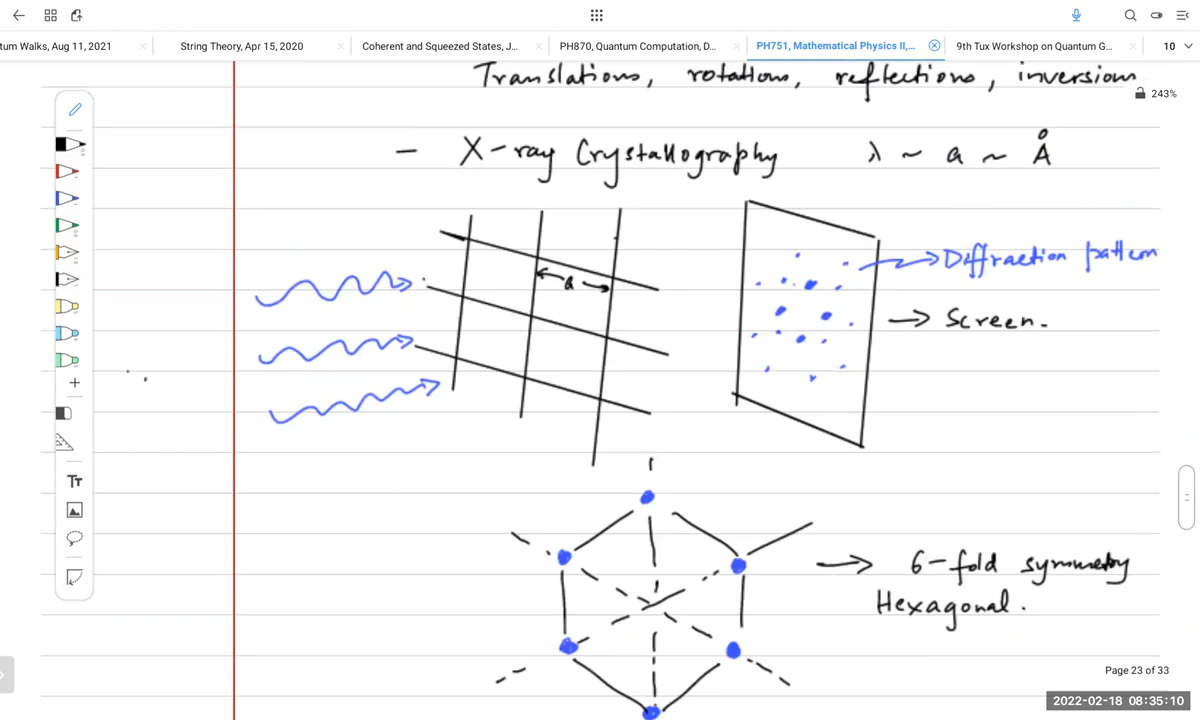 tum Walks, Aug 11, 2021
String Theory, Apr 15, 2020
Coherent and Squeezed States, J...
PH870, Quantum Computation, D...
PH751, Mathematical Physics II,...
9th Tux Workshop on Quantum G...
10
Translations, rotations, reflections, inversion
243%
- X-ray Crystallography λ ~ a ~ Å
a
Diffraction pattern
→ Screen.
Tт
→ 6-fold symmetry
Hexagonal.
Page 23 of 33
2022-02-18 08:35:10